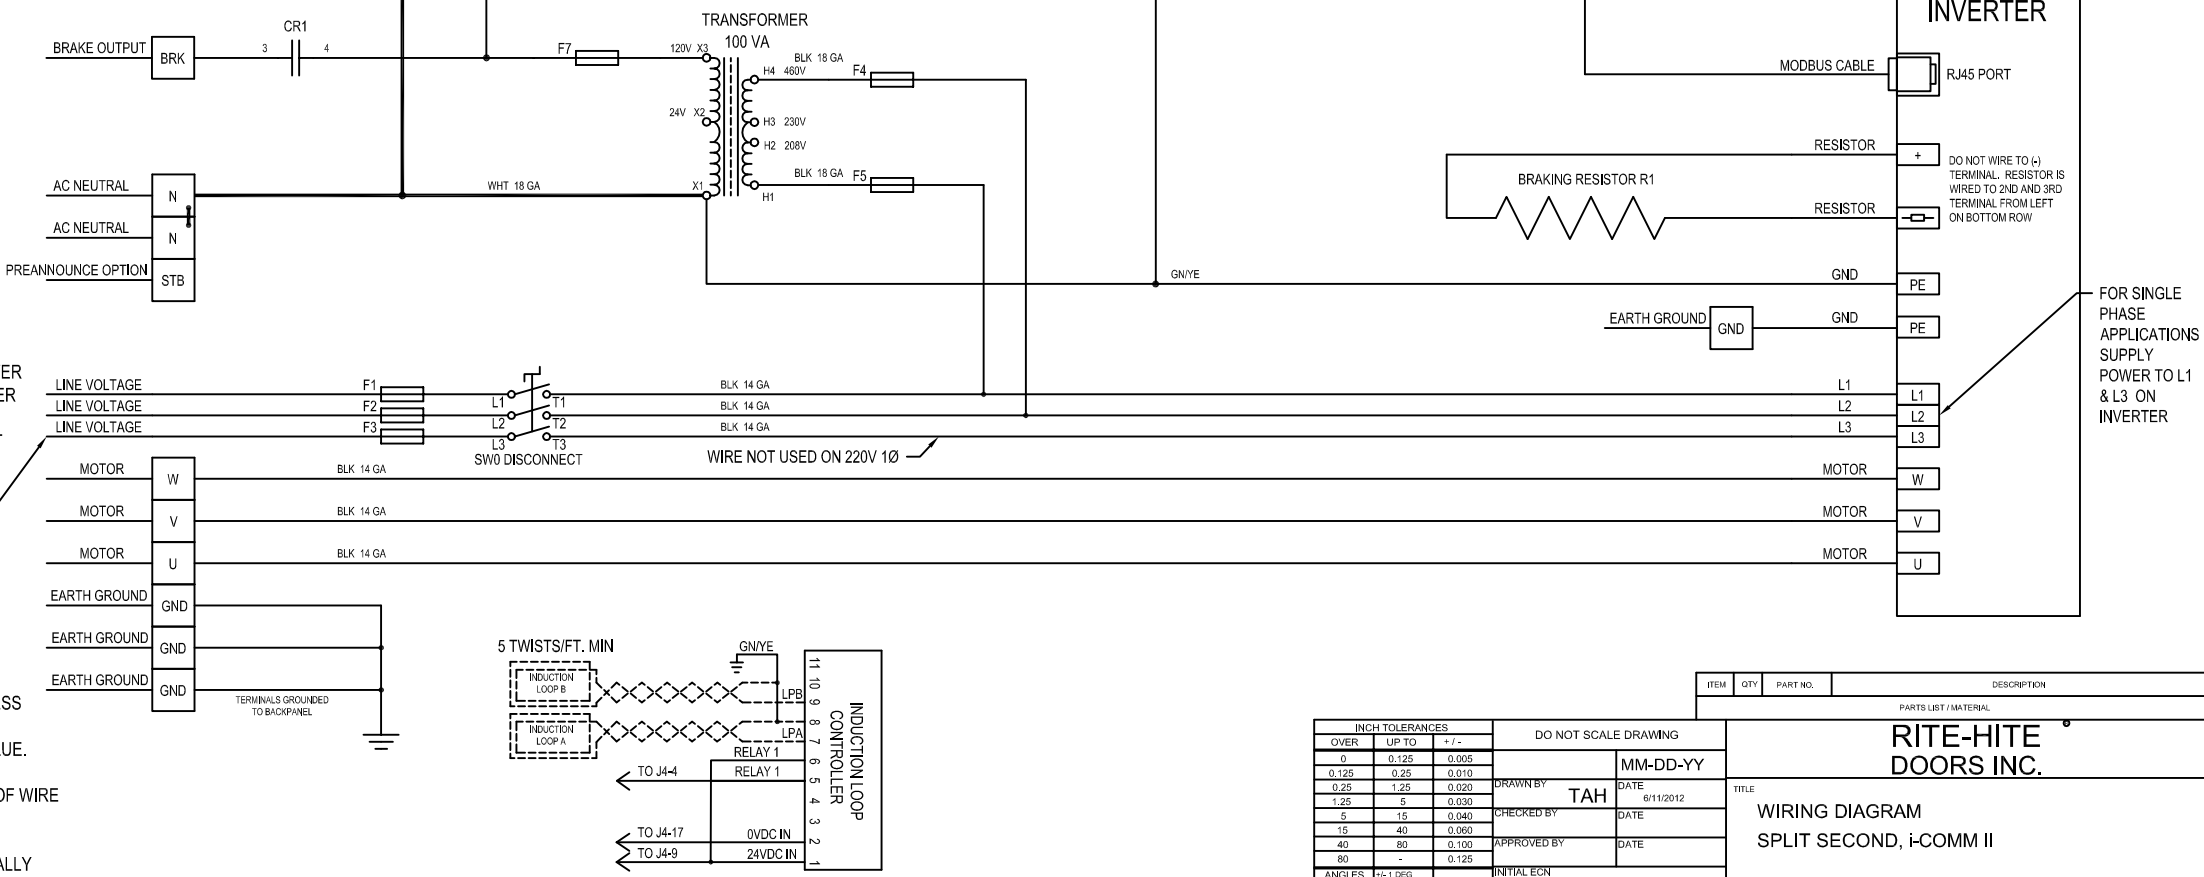 INVERTER
TRANSFORMER
100 VA
CR1
3 4
BRAKE OUTPUT
BRK
F7
120V X3
24V X2
X1
BLK 18 GA
H4 460V
F4
H3 230V
H2 208V
BLK 18 GA
F5
H1
AC NEUTRAL
N
WHT 18 GA
AC NEUTRAL
N
PREANNOUNCE OPTION
STB
MODBUS CABLE
RJ45 PORT
RESISTOR
+
BRAKING RESISTOR R1
RESISTOR
DO NOT WIRE TO (-)
TERMINAL. RESISTOR IS
WIRED TO 2ND AND 3RD
TERMINAL FROM LEFT
ON BOTTOM ROW
GN/YE
GND
PE
EARTH GROUND
GND
GND
PE
FOR SINGLE
PHASE
APPLICATIONS
SUPPLY
POWER TO L1
& L3 ON
INVERTER
ER
ER
LINE VOLTAGE
F1
L1
T1
BLK 14 GA
L1
L1
LINE VOLTAGE
F2
L2
T2
BLK 14 GA
L2
L2
LINE VOLTAGE
F3
L3
T3
BLK 14 GA
L3
L3
SW0 DISCONNECT
WIRE NOT USED ON 220V 1Ø
MOTOR
W
BLK 14 GA
MOTOR
W
MOTOR
V
BLK 14 GA
MOTOR
V
MOTOR
U
BLK 14 GA
MOTOR
U
EARTH GROUND
GND
EARTH GROUND
GND
EARTH GROUND
GND
TERMINALS GROUNDED
TO BACKPANEL
SS
UE.
OF WIRE
ALLY
5 TWISTS/FT. MIN
INDUCTION
LOOP B
INDUCTION
LOOP A
GN/YE
LPB
LPA
RELAY 1
RELAY 1
TO J4-4
TO J4-17
0VDC IN
TO J4-9
24VDC IN
11
10
9
8
7
6
5
4
3
2
1
INDUCTION LOOP
CONTROLLER
ITEM QTY PART NO. DESCRIPTION
PARTS LIST / MATERIAL
INCH TOLERANCES
OVER UP TO + / -
0 0.125 0.005
0.125 0.25 0.010
0.25 1.25 0.020
1.25 5 0.030
5 15 0.040
15 40 0.060
40 80 0.100
80 - 0.125
ANGLES +/- 1 DEG
DO NOT SCALE DRAWING
MM-DD-YY
DRAWN BY TAH DATE 6/11/2012
CHECKED BY DATE
APPROVED BY DATE
INITIAL ECN
RITE-HITE
DOORS INC.
TITLE
WIRING DIAGRAM
SPLIT SECOND, i-COMM II